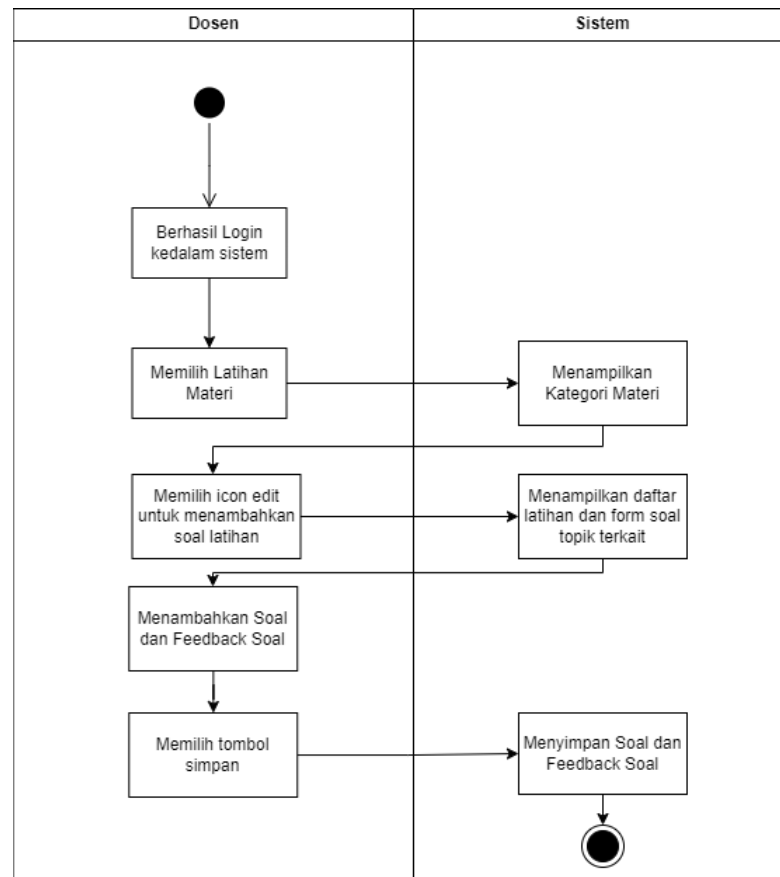 Dosen
Sistem
Berhasil Login
kedalam sistem
Memilih Latihan
Materi
Menampilkan
Kategori Materi
Memilih icon edit
untuk menambahkan
soal latihan
Menampilkan daftar
latihan dan form soal
topik terkait
Menambahkan Soal
dan Feedback Soal
Memilih tombol
simpan
Menyimpan Soal dan
Feedback Soal